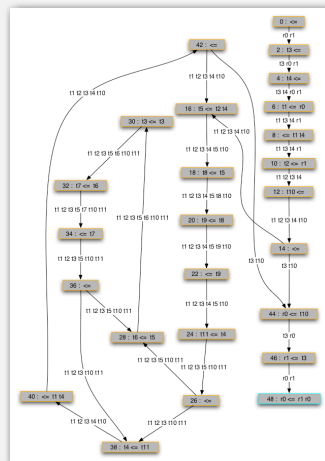 0 : <=
r0 r1
2 : t3 <=
t3 r0 r1
4 : t4 <=
t3 t4 r0 r1
6 : t1 <= r0
t1 t3 t4 r1
8 : <= t1 t4
t1 t3 t4 r1
10 : t2 <= r1
t1 t2 t3 t4
12 : t10 <=
t1 t2 t3 t4 t10
14 : <=
t3 t10
44 : r0 <= t10
t3 r0
46 : r1 <= t3
r0 r1
48 : r0 <= r1 r0
42 : <=
t1 t2 t3 t4 t10
16 : t5 <= t2 t4
t1 t2 t3 t4 t5 t10
18 : t8 <= t5
t1 t2 t3 t4 t5 t8 t10
20 : t9 <= t8
t1 t2 t3 t4 t5 t9 t10
22 : <= t9
t1 t2 t3 t4 t5 t10
24 : t11 <= t4
t1 t2 t3 t5 t10 t11
26 : <=
t1 t2 t3 t5 t10 t11
28 : t6 <= t5
t1 t2 t3 t5 t6 t10 t11
30 : t3 <= t3
t1 t2 t3 t5 t6 t10 t11
32 : t7 <= t6
t1 t2 t3 t5 t7 t10 t11
34 : <= t7
t1 t2 t3 t5 t10 t11
36 : <=
t1 t2 t3 t5 t10 t11
t1 t2 t3 t10 t11
t1 t2 t3 t10 t11
38 : t4 <= t11
t1 t2 t3 t4 t10
40 : <= t1 t4
t1 t2 t3 t4 t10